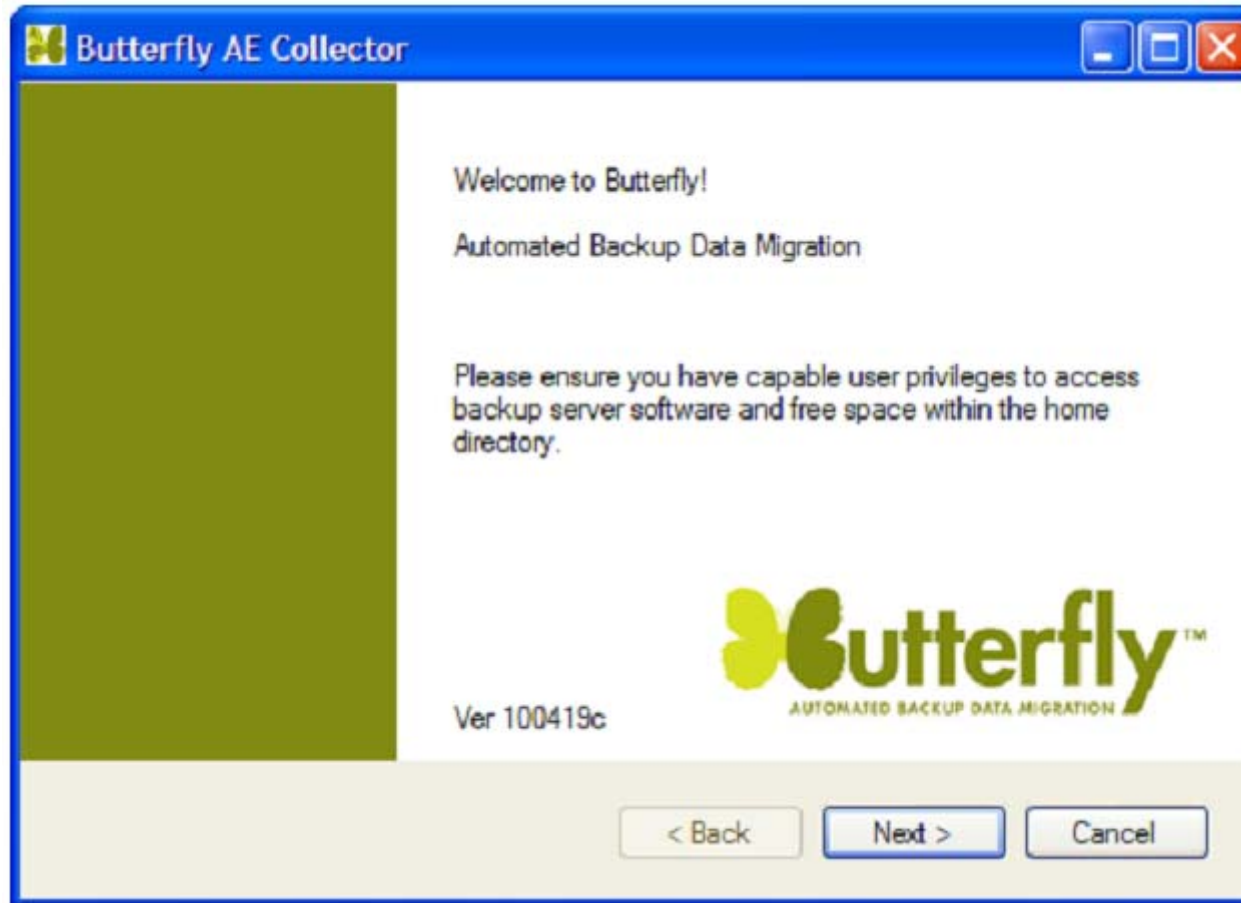 Butterfly AE Collector
Welcome to Butterfly!
Automated Backup Data Migration
Please ensure you have capable user privileges to access
backup server software and free space within the home
directory.
Butterfly™
AUTOMATED BACKUP DATA MIGRATION
Ver 100419c
< Back
Next >
Cancel